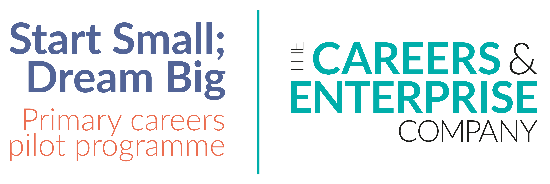 Start Small;
Dream Big
Primary careers
pilot programme
THE
CAREERS &
ENTERPRISE
COMPANY